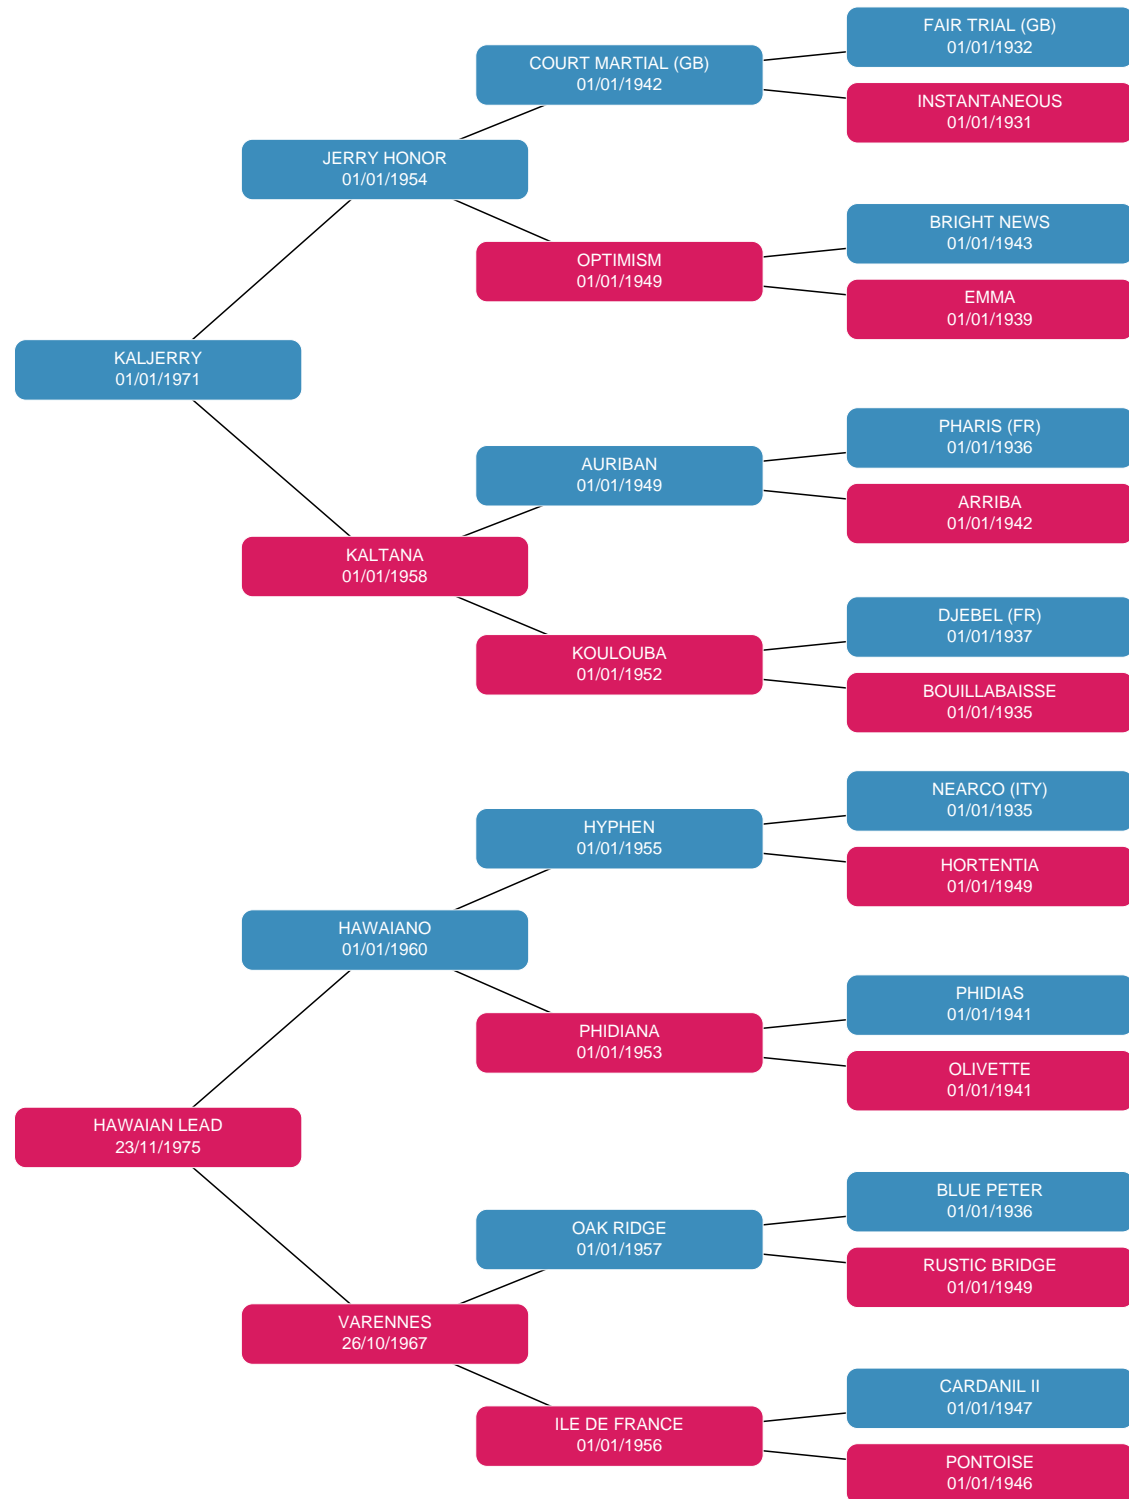 FAIR TRIAL (GB)
01/01/1932
COURT MARTIAL (GB)
01/01/1942
INSTANTANEOUS
01/01/1931
JERRY HONOR
01/01/1954
BRIGHT NEWS
01/01/1943
OPTIMISM
01/01/1949
EMMA
01/01/1939
KALJERRY
01/01/1971
PHARIS (FR)
01/01/1936
AURIBAN
01/01/1949
ARRIBA
01/01/1942
KALTANA
01/01/1958
DJEBEL (FR)
01/01/1937
KOULOUBA
01/01/1952
BOUILLABAISSE
01/01/1935
NEARCO (ITY)
01/01/1935
HYPHEN
01/01/1955
HORTENTIA
01/01/1949
HAWAIANO
01/01/1960
PHIDIAS
01/01/1941
PHIDIANA
01/01/1953
OLIVETTE
01/01/1941
HAWAIAN LEAD
23/11/1975
BLUE PETER
01/01/1936
OAK RIDGE
01/01/1957
RUSTIC BRIDGE
01/01/1949
VARENNES
26/10/1967
CARDANIL II
01/01/1947
ILE DE FRANCE
01/01/1956
PONTOISE
01/01/1946